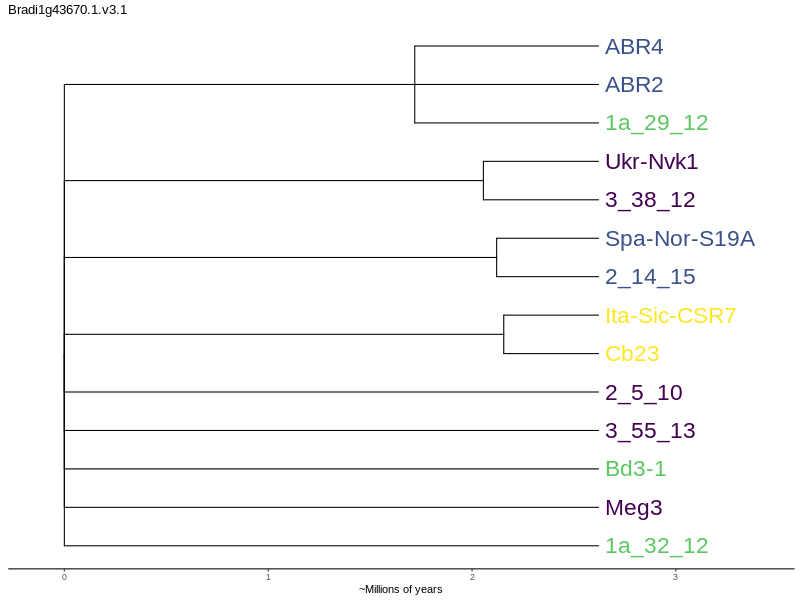 Bradi1g43670.1.v3.1
ABR4
ABR2
1a_29_12
Ukr-Nvk1
3_38_12
Spa-Nor-S19A
2_14_15
Ita-Sic-CSR7
Cb23
2_5_10
3_55_13
Bd3-1
Meg3
1a_32_12
0 1 2 3
~Millions of years